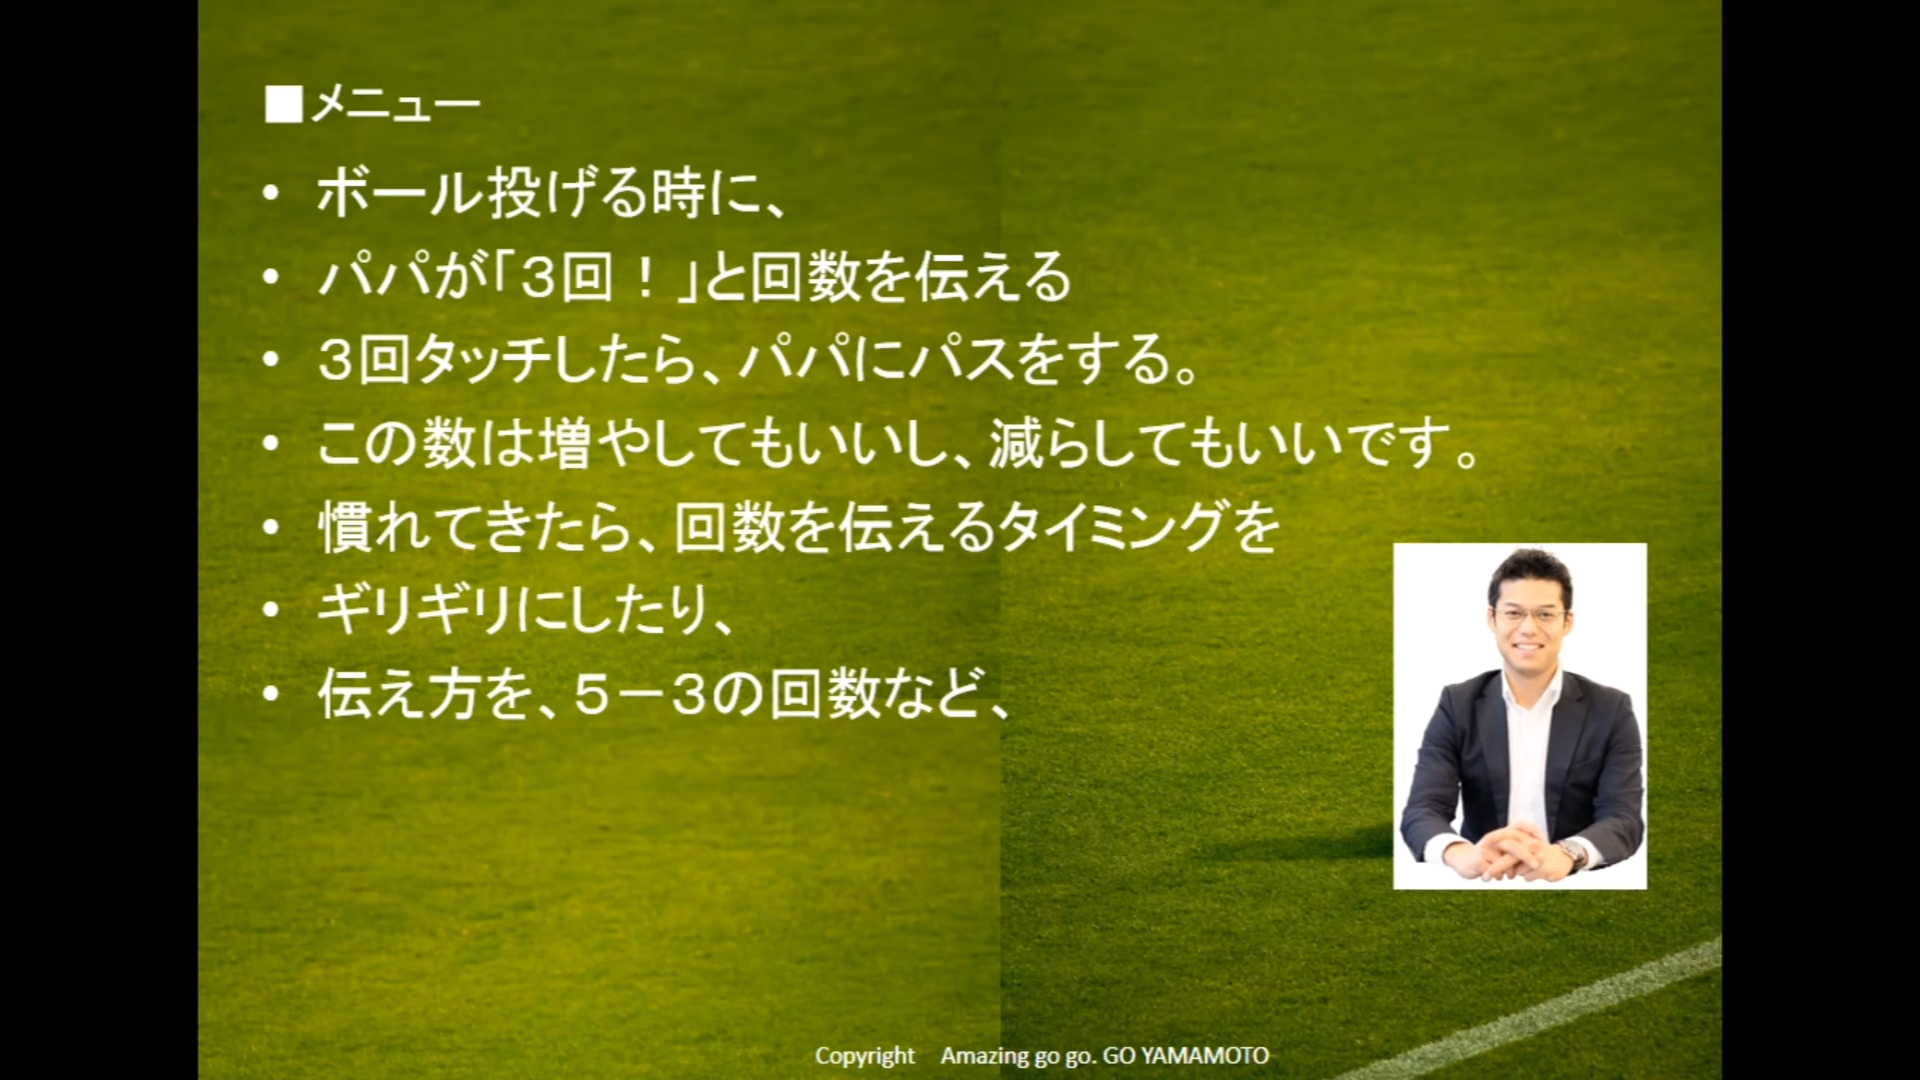 ■メニュー
• ボール投げる時に、
• パパが「３回！」と回数を伝える
• ３回タッチしたら、パパにパスをする。
• この数は増やしてもいいし、減らしてもいいです。
• 慣れてきたら、回数を伝えるタイミングを
• ギリギリにしたり、
• 伝え方を、５－３の回数など、
Copyright　Amazing go go. GO YAMAMOTO